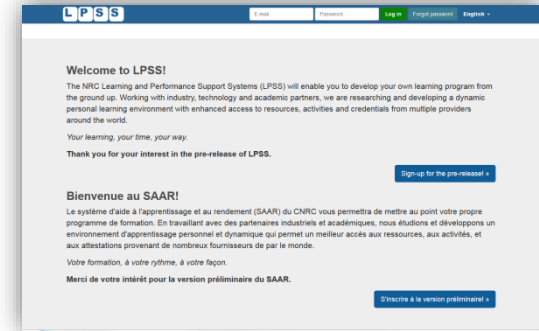 LPSS
E-mail Password Log in Forgot password English
Welcome to LPSS!
The NRC Learning and Performance Support Systems (LPSS) will enable you to develop your own learning program from
the ground up. Working with industry, technology and academic partners, we are researching and developing a dynamic
personal learning environment with enhanced access to resources, activities and credentials from multiple providers
around the world.
Your learning, your time, your way.
Thank you for your interest in the pre-release of LPSS.
Sign-up for the pre-release! »
Bienvenue au SAAR!
Le système d'aide à l'apprentissage et au rendement (SAAR) du CNRC vous permettra de mettre au point votre propre
programme de formation. En travaillant avec des partenaires industriels et académiques, nous étudions et développons un
environnement d'apprentissage personnel et dynamique qui permet un meilleur accès aux ressources, aux activités, et
aux attestations provenant de nombreux fournisseurs de par le monde.
Votre formation, à votre rythme, à votre façon.
Merci de votre intérêt pour la version préliminaire du SAAR.
S'inscrire à la version préliminaire! »